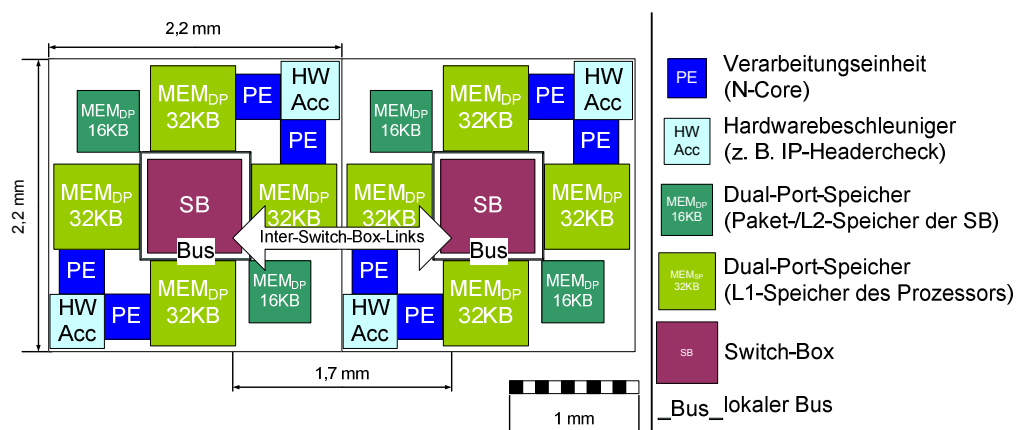 2,2 mm
2,2 mm
MEMDP
16KB
MEMDP
32KB
PE
HW
Acc
PE
MEMDP
32KB
SB
MEMDP
32KB
Bus
PE
HW
Acc
PE
MEMDP
32KB
MEMDP
16KB
Inter-Switch-Box-Links
MEMDP
16KB
MEMDP
32KB
PE
HW
Acc
PE
MEMDP
32KB
SB
MEMDP
32KB
Bus
PE
HW
Acc
PE
MEMDP
32KB
MEMDP
16KB
1,7 mm
1 mm
PE
Verarbeitungseinheit
(N-Core)
HW
Acc
Hardwarebeschleuniger
(z. B. IP-Headercheck)
MEMDP
16KB
Dual-Port-Speicher
(Paket-/L2-Speicher der SB)
MEMSP
32KB
Dual-Port-Speicher
(L1-Speicher des Prozessors)
SB
Switch-Box
_Bus_ lokaler Bus